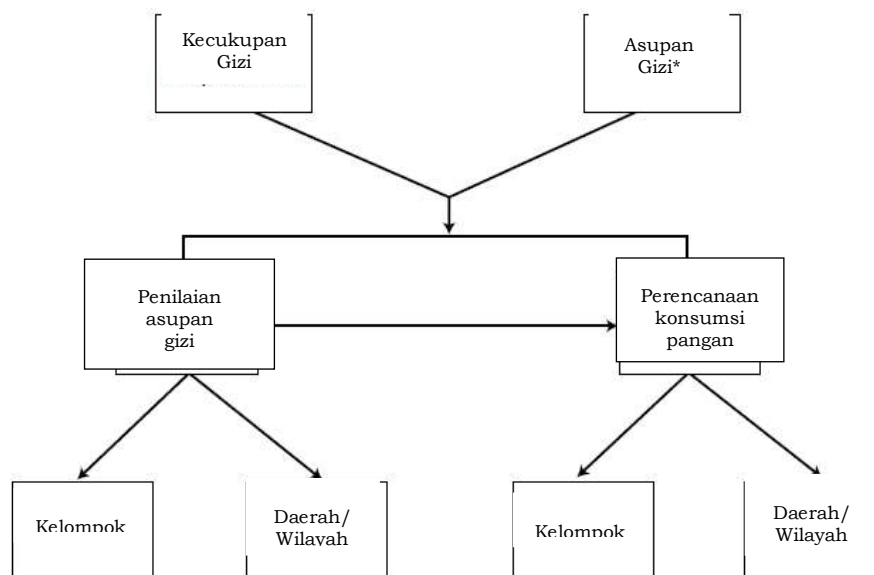 Kecukupan
Gizi
Asupan
Gizi*
Penilaian
asupan
gizi
Perencanaan
konsumsi
pangan
Kelompok
Daerah/
Wilayah
Kelompok
Daerah/
Wilayah